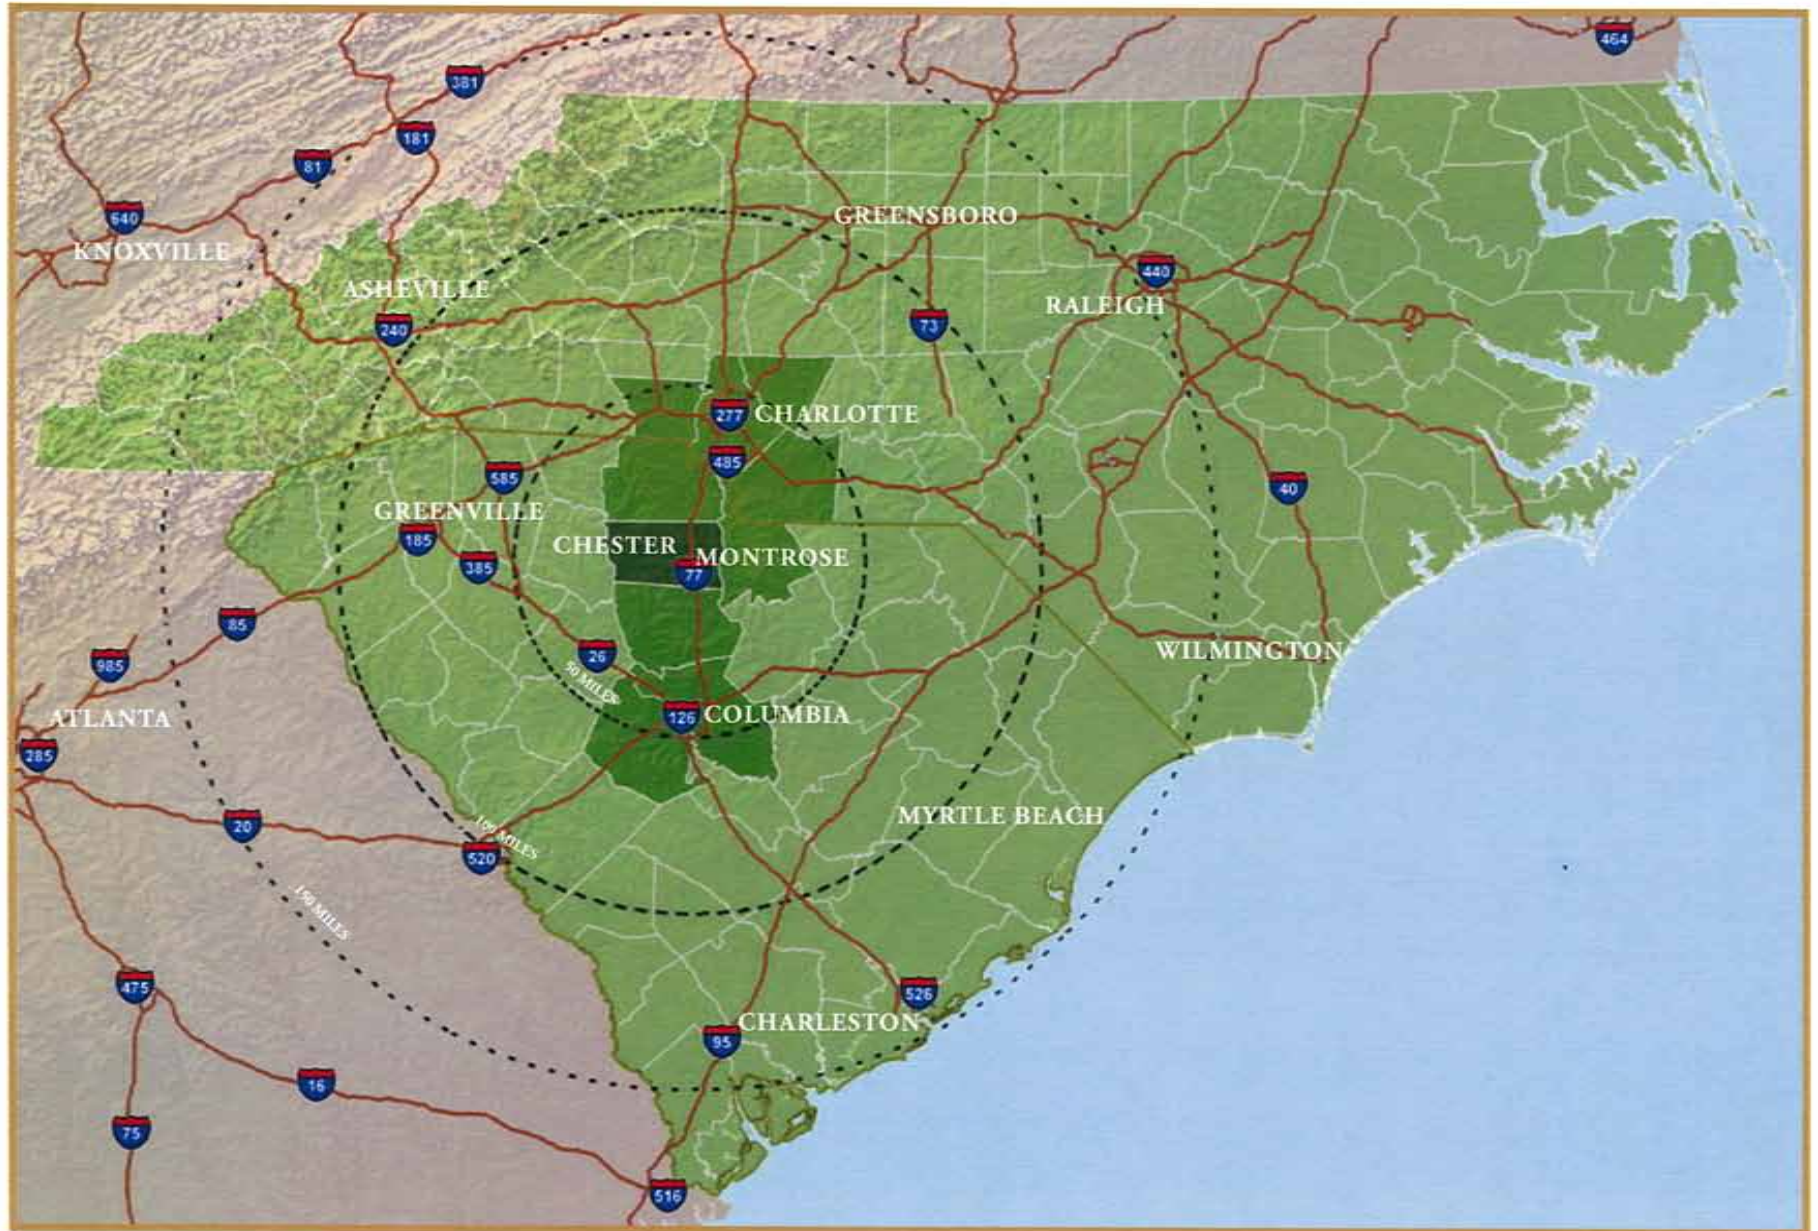 464
381
181
81
640
GREENSBORO
KNOXVILLE
440
ASHEVILLE
RALEIGH
240
73
277
CHARLOTTE
485
585
40
GREENVILLE
185
CHESTER
MONTROSE
385
77
85
26
WILMINGTON
985
50 MILES
ATLANTA
126
COLUMBIA
285
20
MYRTLE BEACH
100 MILES
520
150 MILES
475
526
CHARLESTON
95
16
75
516